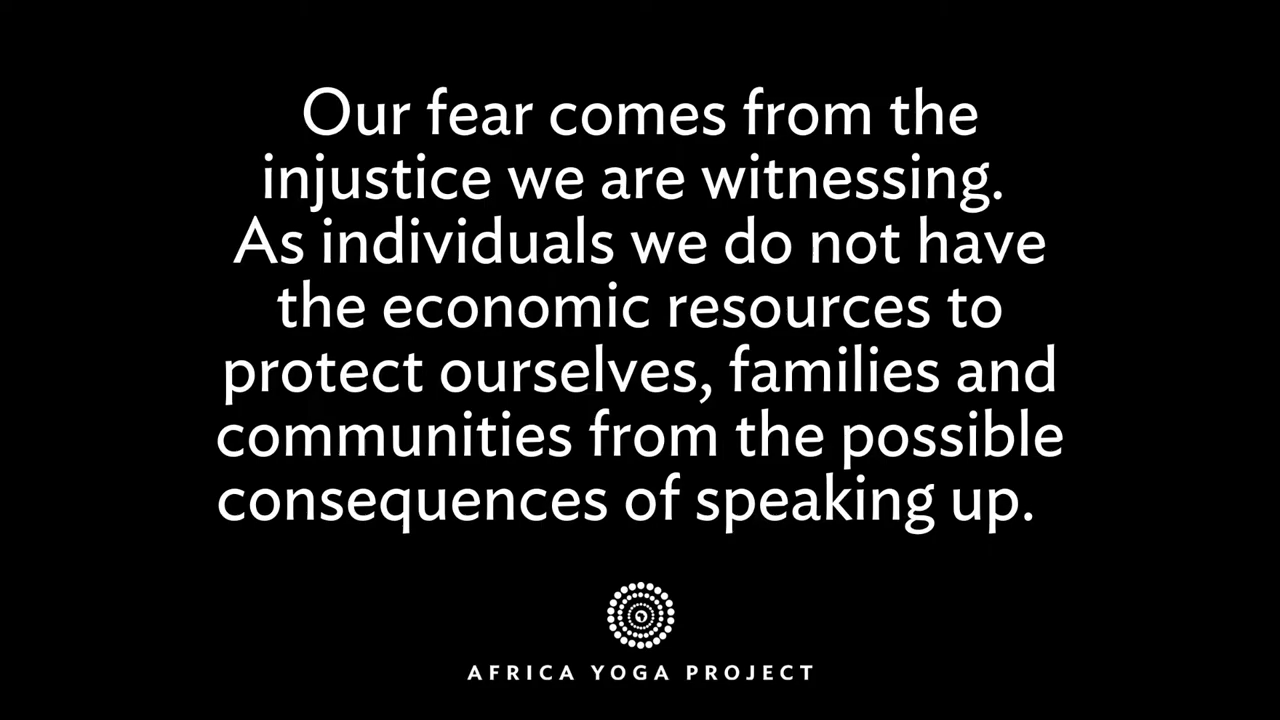 Our fear comes from the
injustice we are witnessing.
As individuals we do not have
the economic resources to
protect ourselves, families and
communities from the possible
consequences of speaking up.
AFRICA YOGA PROJECT